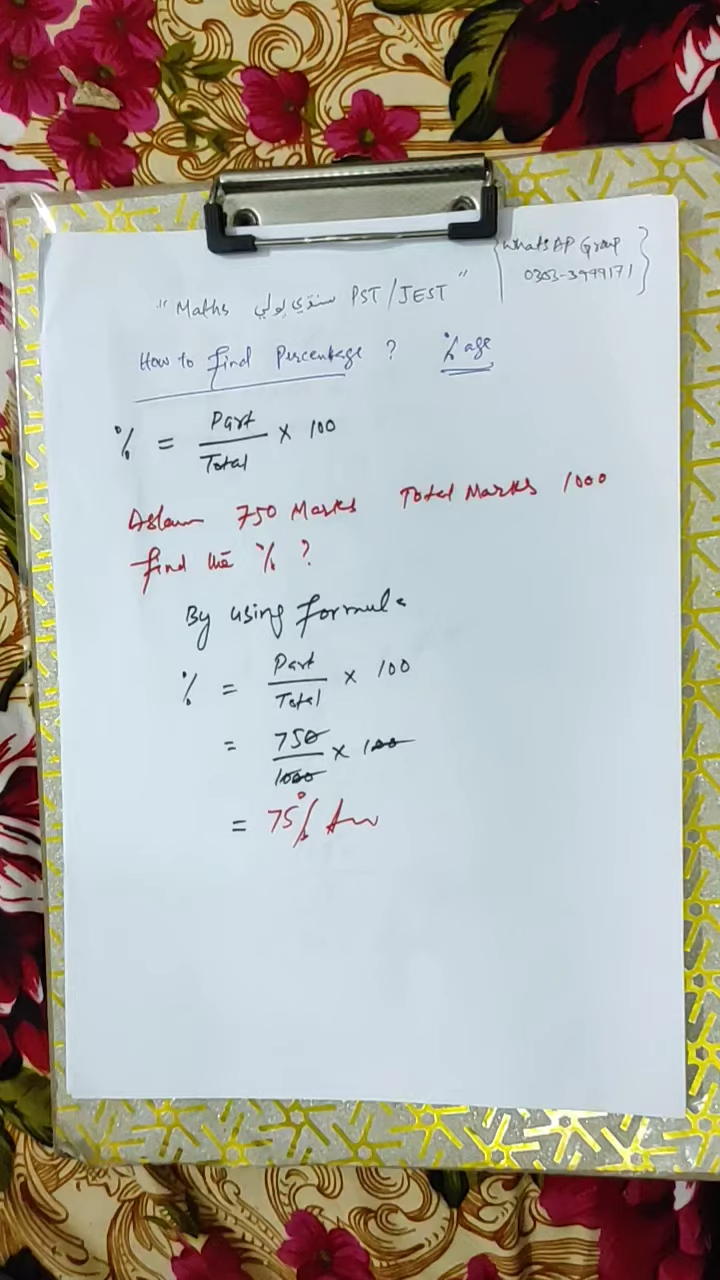 "Maths سنڌي ٻولي PST/JEST"
WhatsAP Group
0303-3999171
How to find Percentage ? %age
% = Part/Total × 100
Aslam 750 Marks Total Marks 1000
find the % ?
By using formula
% = Part/Total × 100
= 750/1000 × 100
= 75% Ans